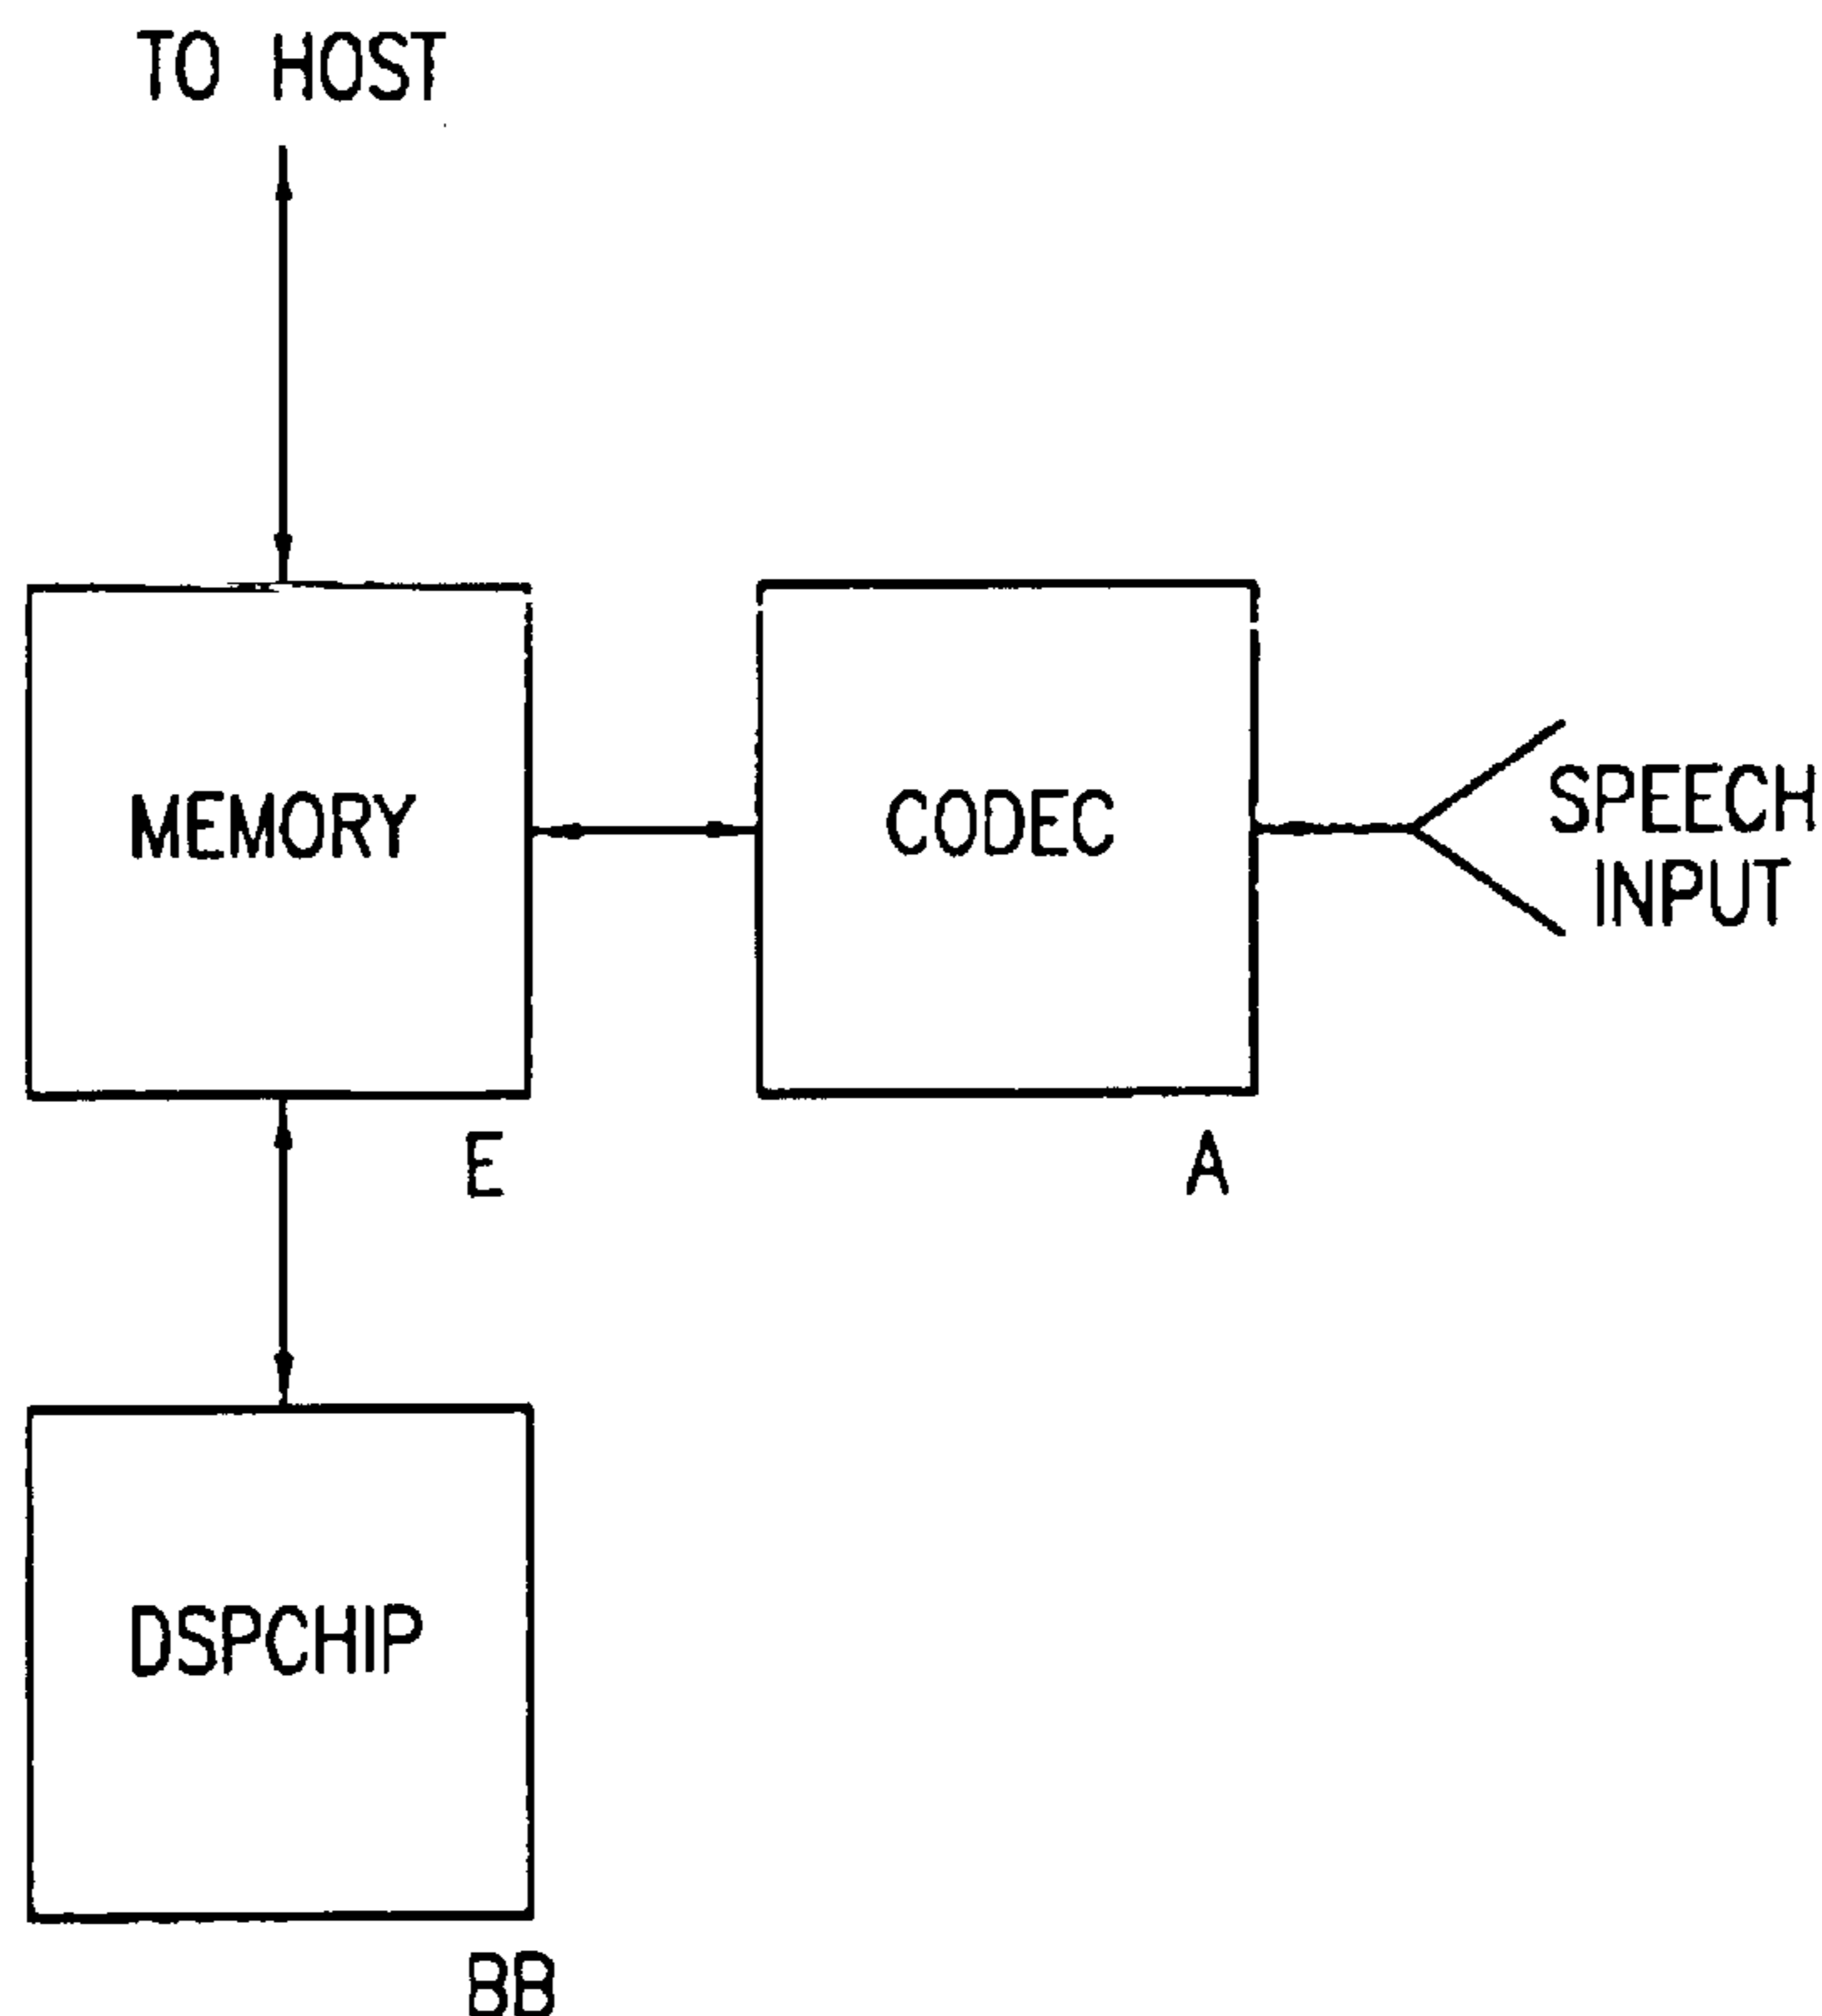 TO HOST
MEMORY
CODEC
SPEECH
INPUT
E
A
DSPCHIP
BB